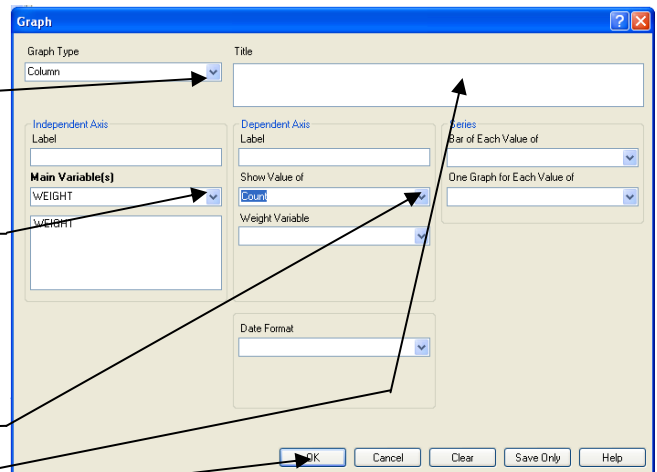 Graph
Graph Type
Title
Column
Independent Axis
Label
Main Variable(s)
WEIGHT
WEIGHT
Dependent Axis
Label
Show Value of
Count
Weight Variable
Date Format
Series
Bar of Each Value of
One Graph for Each Value of
OK
Cancel
Clear
Save Only
Help